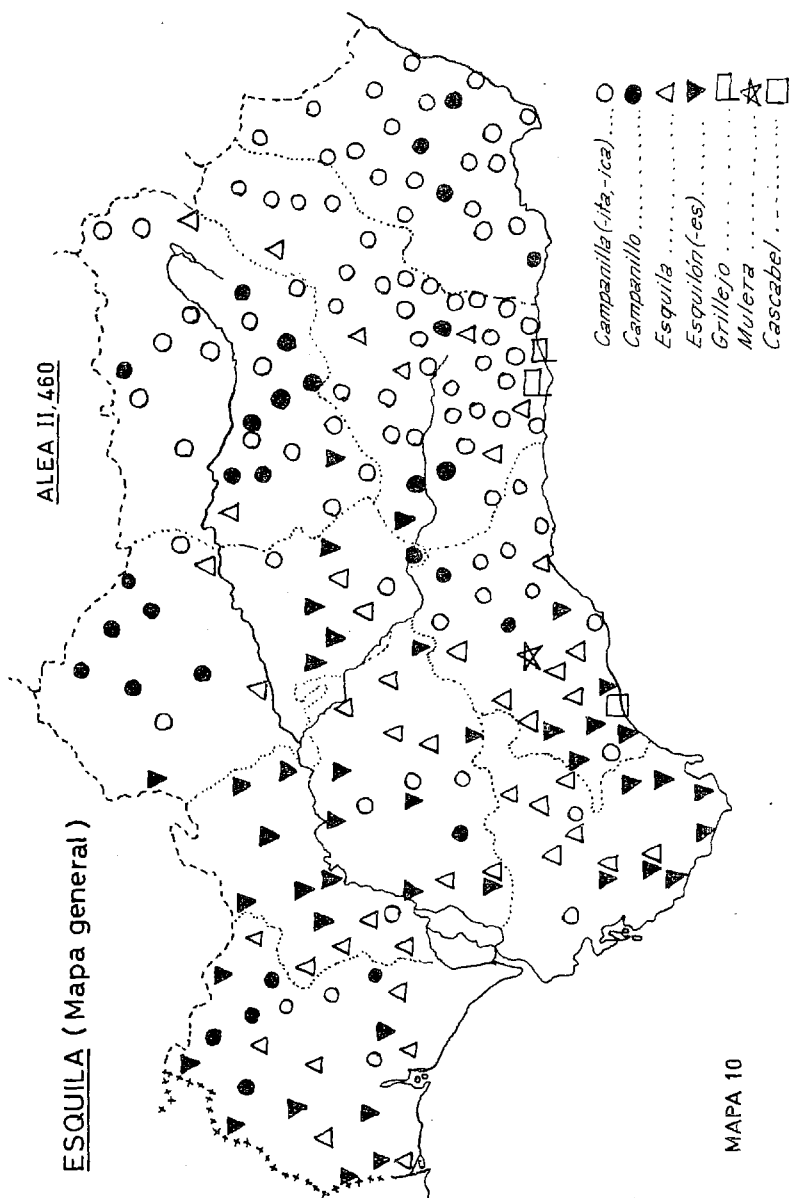 ESQUILA (Mapa general)
ALEA II, 460
Campanilla (-ita, -ica)....
Campanillo............
Esquila ..............
Esquilón (-es)........
Grillejo ............
Mulera ............
Cascabel ..........
MAPA 10